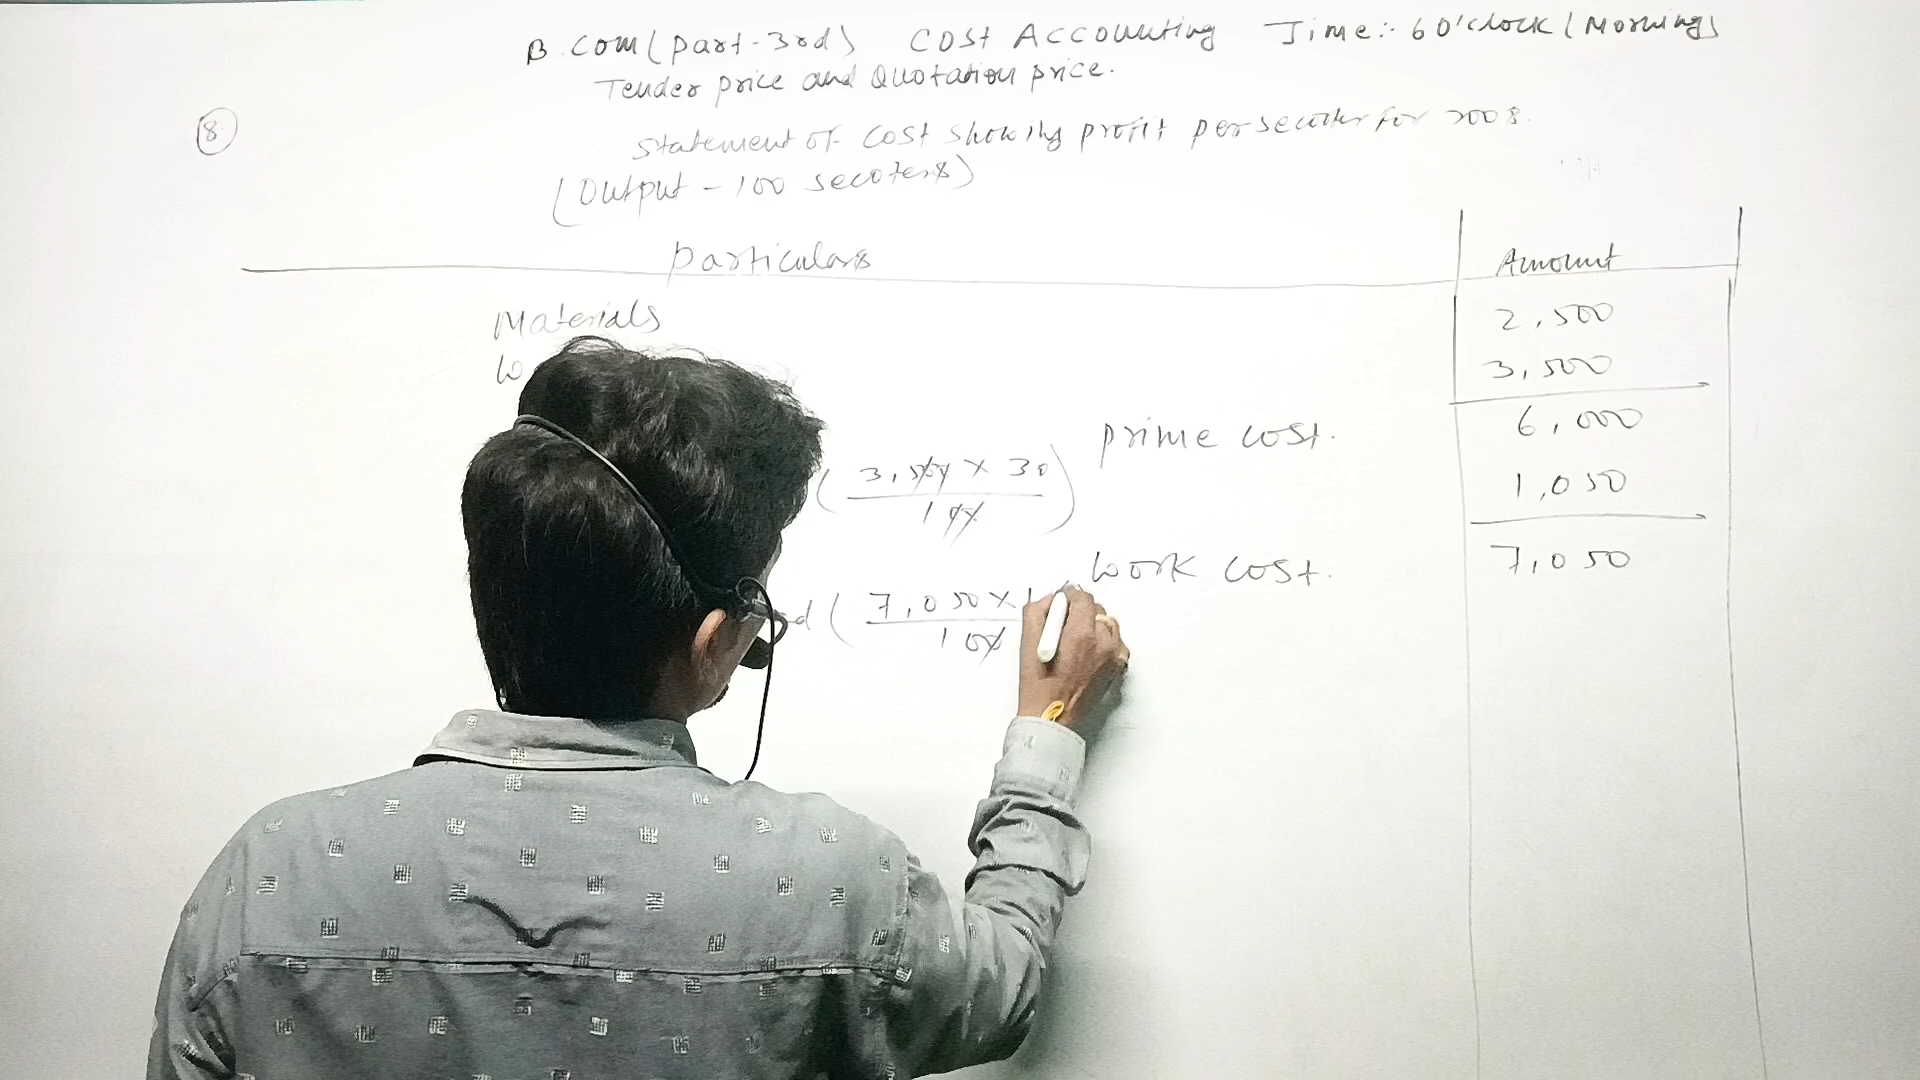 B.Com (Part-3rd) Cost Accounting Time:- 6 O'clock (Morning)
Tender price and Quotation price.
8
Statement of Cost Showing profit per secoter for 2008.
(Output - 100 secoters)
Particulars Amount
Materials 2,500
3,500
prime cost. 6,000
(3,500 × 30 / 100) 1,050
work cost. 7,050
(7,050 × / 100